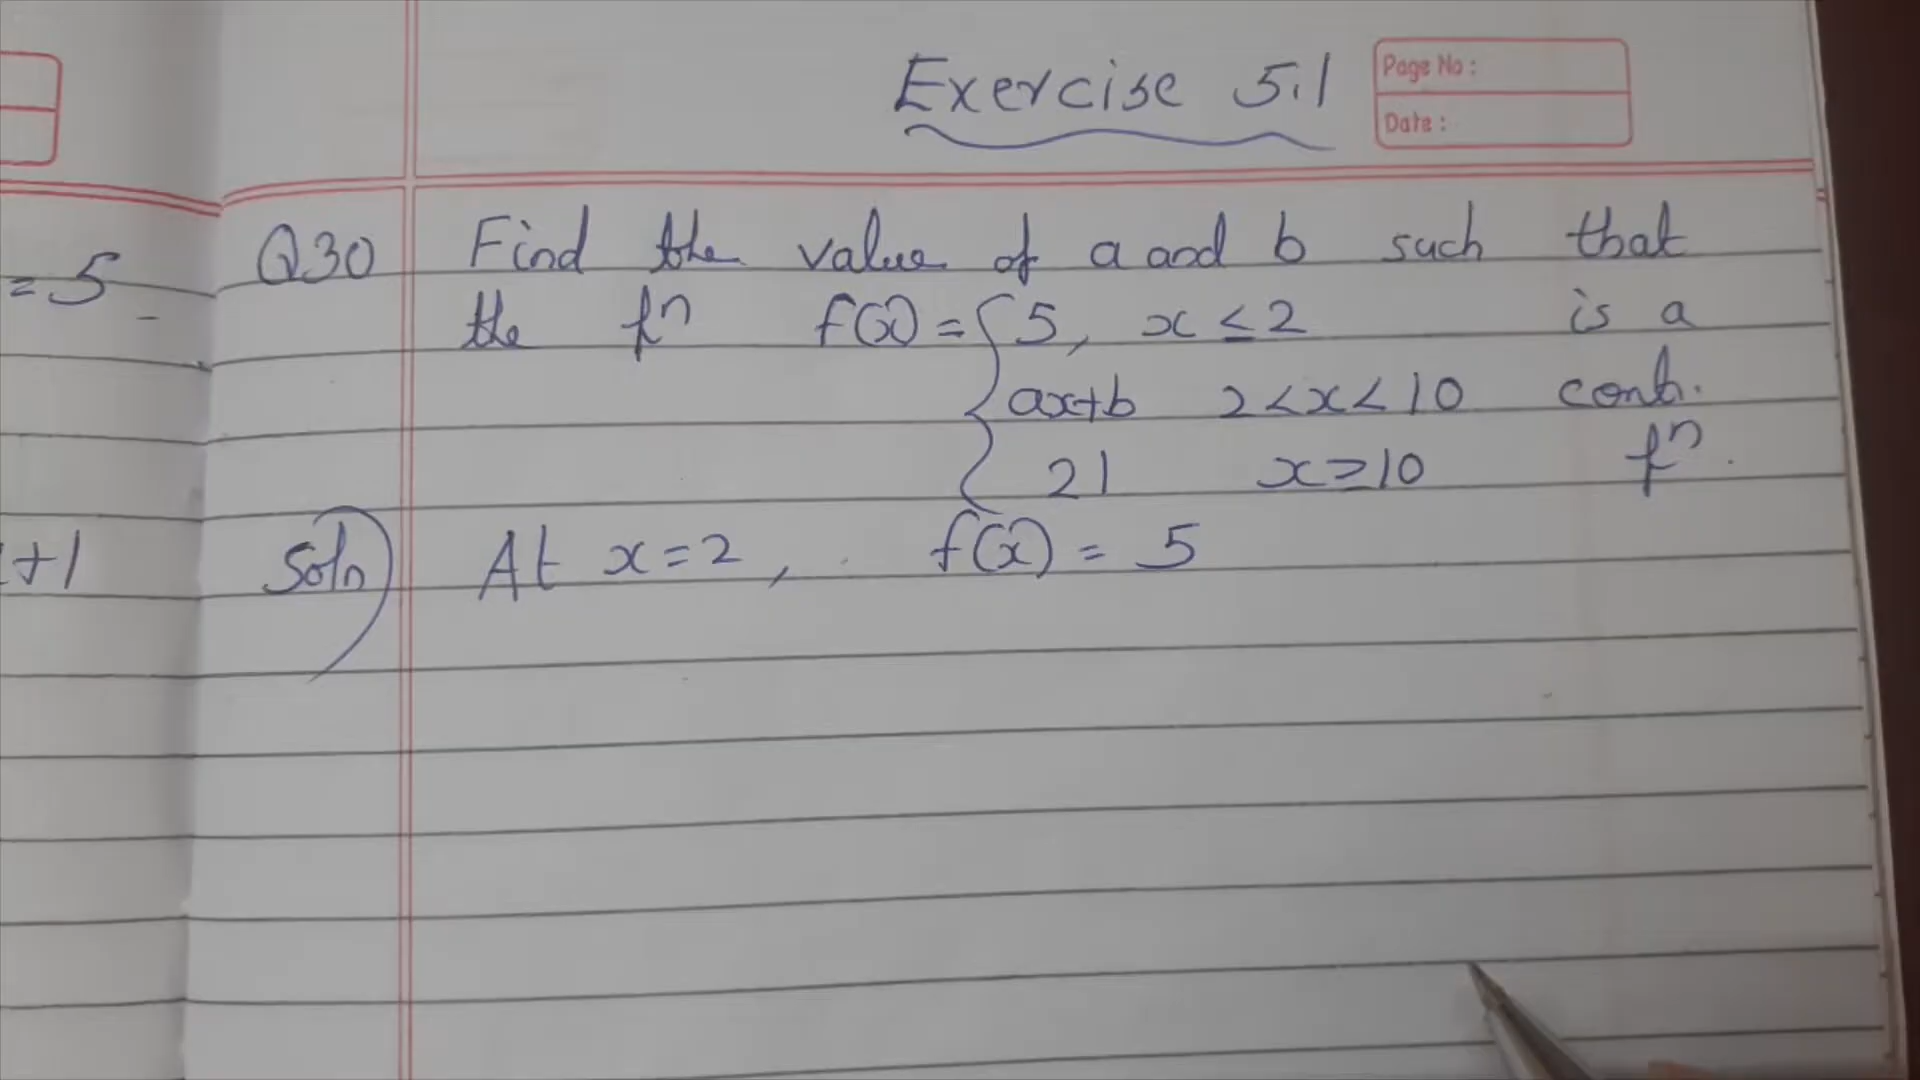 Exercise 5.1
Page No :
Date :
= 5
Q30 Find the value of a and b such that
the fⁿ f(x) = { 5, x ≤ 2 is a
ax+b 2 < x < 10 conti.
21 x ≥ 10 fⁿ.
+1
Soln) At x = 2, f(x) = 5